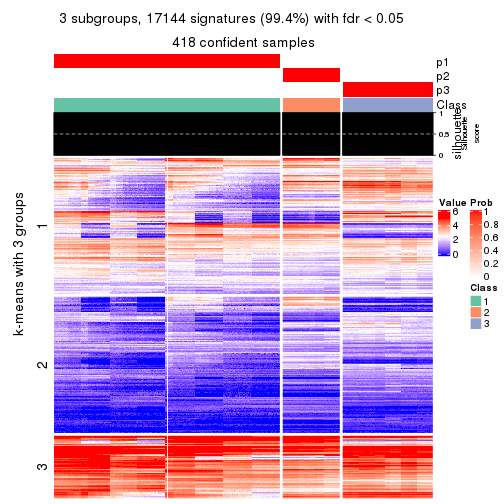 3 subgroups, 17144 signatures (99.4%) with fdr < 0.05
418 confident samples
p1
p2
p3
Class
1
0.5
0
silhouette
Silhouette
score
k-means with 3 groups
1
2
3
Value
6
4
2
0
Prob
1
0.8
0.6
0.4
0.2
0
Class
1
2
3